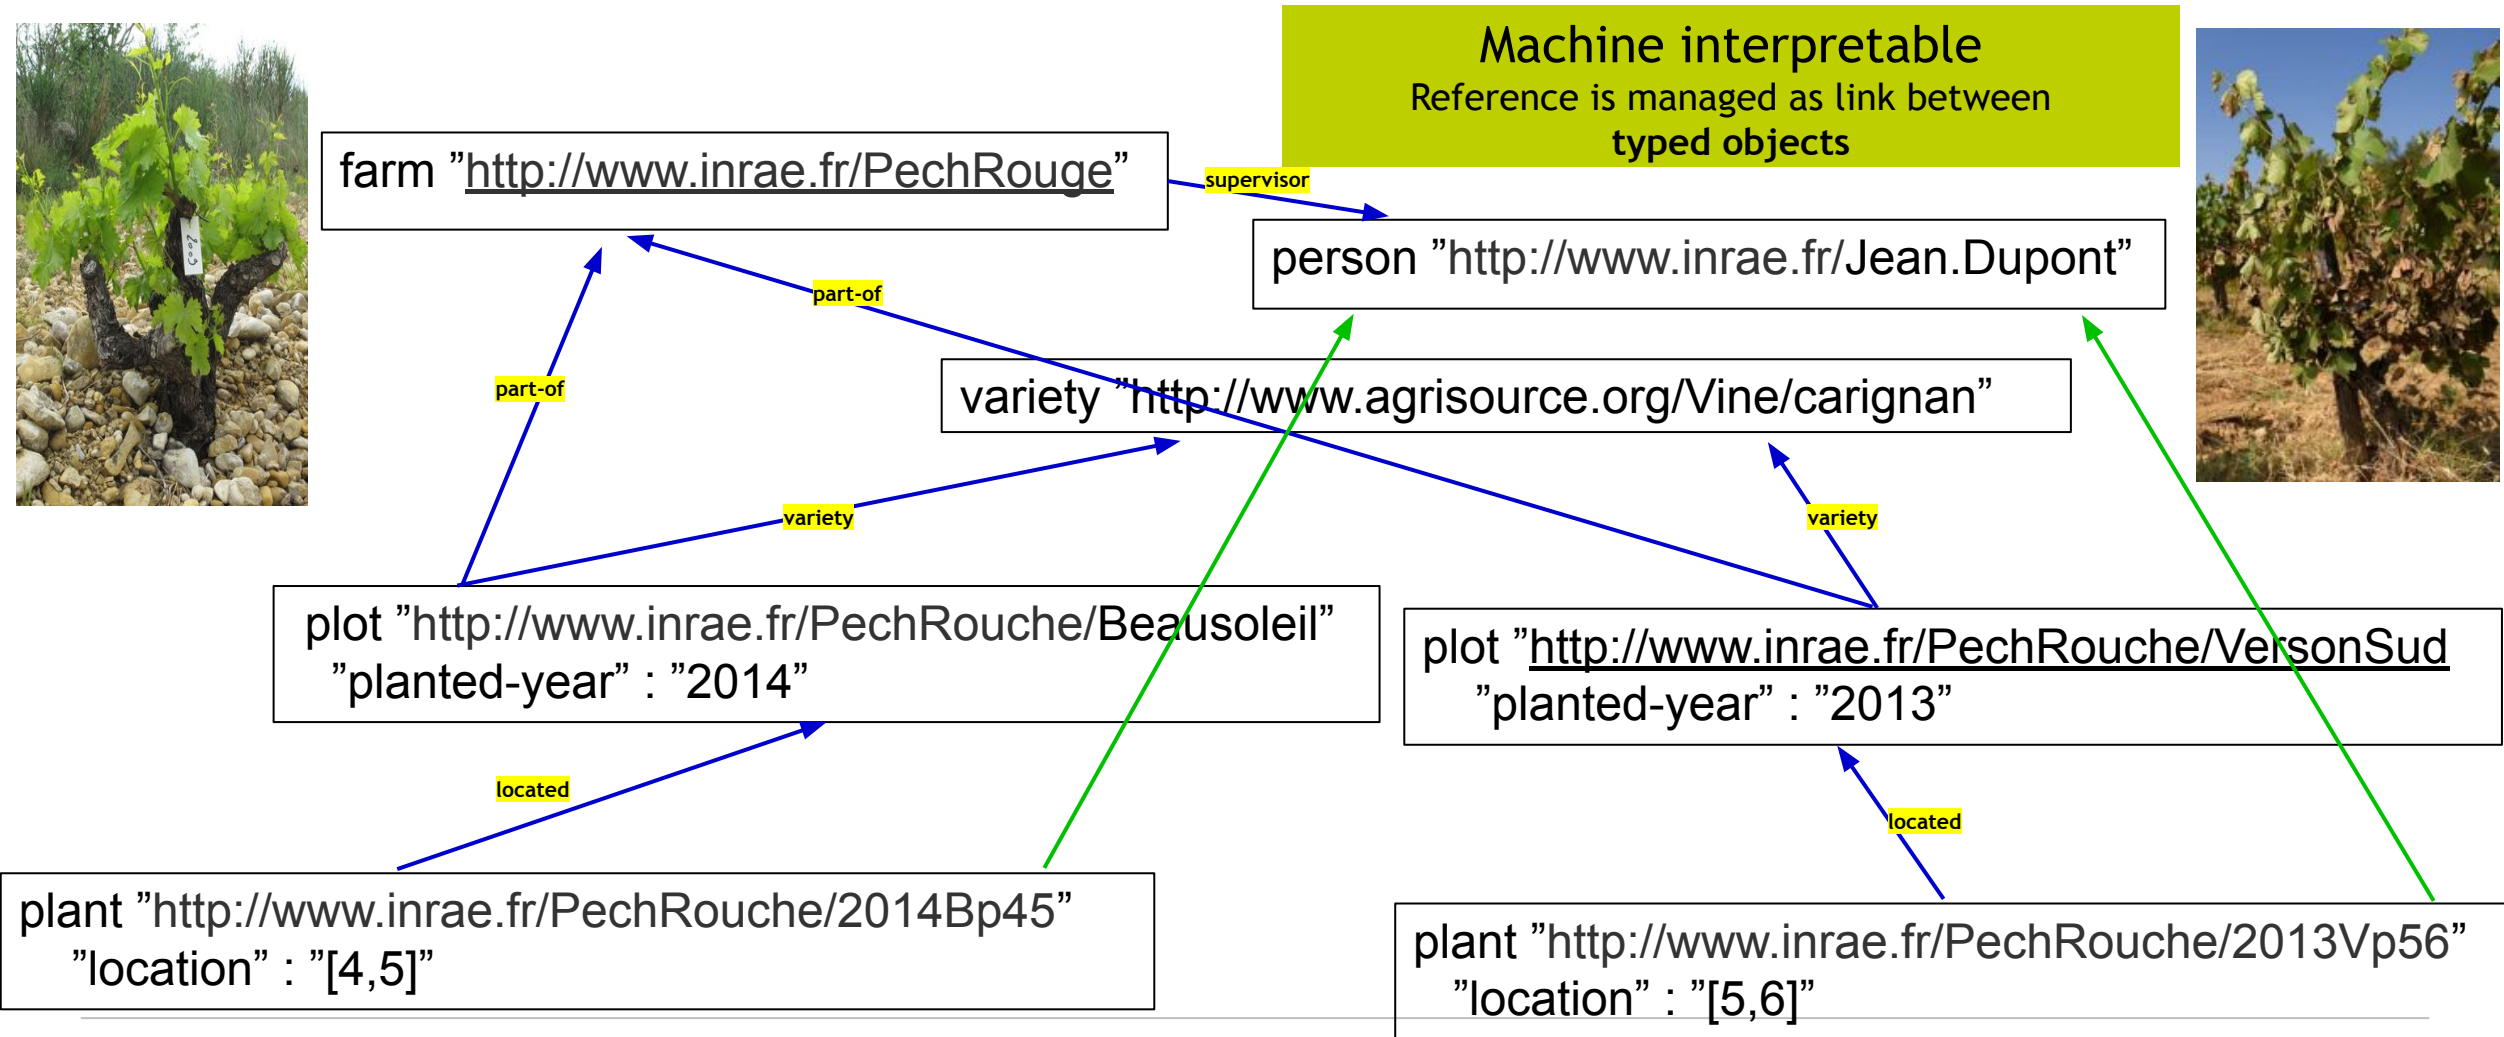 Machine interpretable
Reference is managed as link between
typed objects
farm ”http://www.inrae.fr/PechRouge”
supervisor
person ”http://www.inrae.fr/Jean.Dupont”
part-of
part-of
variety ”http://www.agrisource.org/Vine/carignan”
variety
variety
plot ”http://www.inrae.fr/PechRouche/Beausoleil”
”planted-year” : ”2014”
plot ”http://www.inrae.fr/PechRouche/VersonSud
”planted-year” : ”2013”
located
located
plant ”http://www.inrae.fr/PechRouche/2014Bp45”
”location” : ”[4,5]”
plant ”http://www.inrae.fr/PechRouche/2013Vp56”
”location” : ”[5,6]”